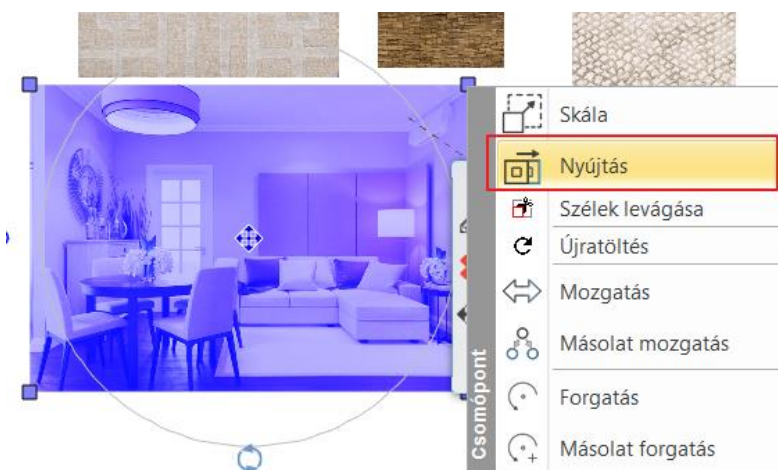 Skála
Nyújtás
Szélek levágása
Újratöltés
Mozgatás
Másolat mozgatás
Forgatás
Másolat forgatás
Csomópont